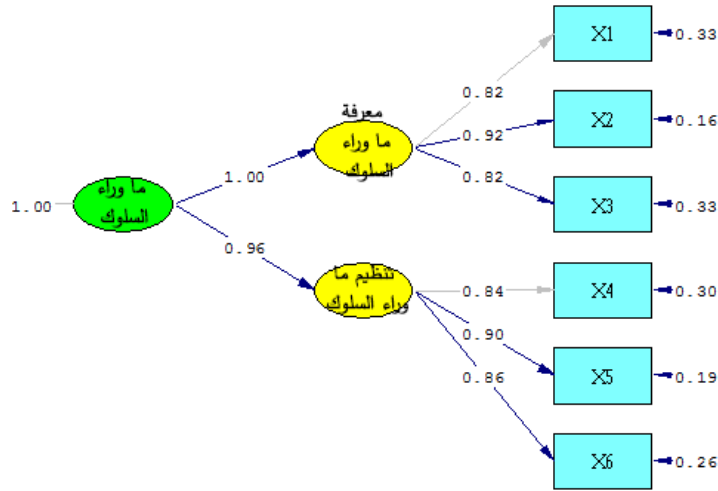 X1
0.33
0.82
معرفة
ما وراء
السلوك
0.92
X2
0.16
1.00
0.82
X3
0.33
1.00
ما وراء
السلوك
0.96
تنظيم ما
وراء السلوك
0.84
X4
0.30
0.90
X5
0.19
0.86
X6
0.26